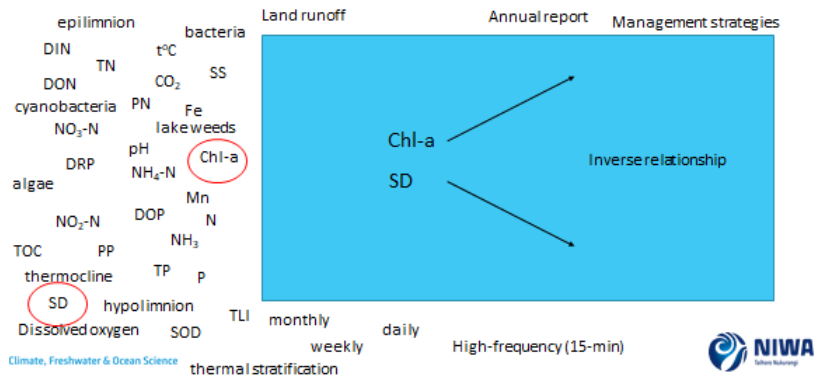 Land runoff
Annual report
Management strategies
epilimnion
bacteria
DIN
t°C
TN
SS
DON
CO₂
cyanobacteria
PN
Fe
NO₃-N
lake weeds
pH
Chl-a
DRP
NH₄-N
algae
Mn
DOP
N
NO₂-N
NH₃
TOC
PP
TP
P
thermocline
SD
hypolimnion
TLI
Dissolved oxygen
SOD
Chl-a
SD
Inverse relationship
monthly
daily
weekly
High-frequency (15-min)
thermal stratification
Climate, Freshwater & Ocean Science
NIWA
Taihoro Nukurangi